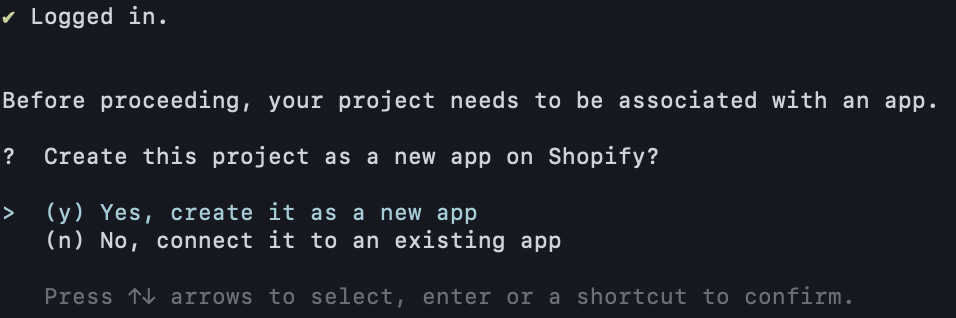 ✔ Logged in.
Before proceeding, your project needs to be associated with an app.
? Create this project as a new app on Shopify?
> (y) Yes, create it as a new app
(n) No, connect it to an existing app
Press ↑↓ arrows to select, enter or a shortcut to confirm.